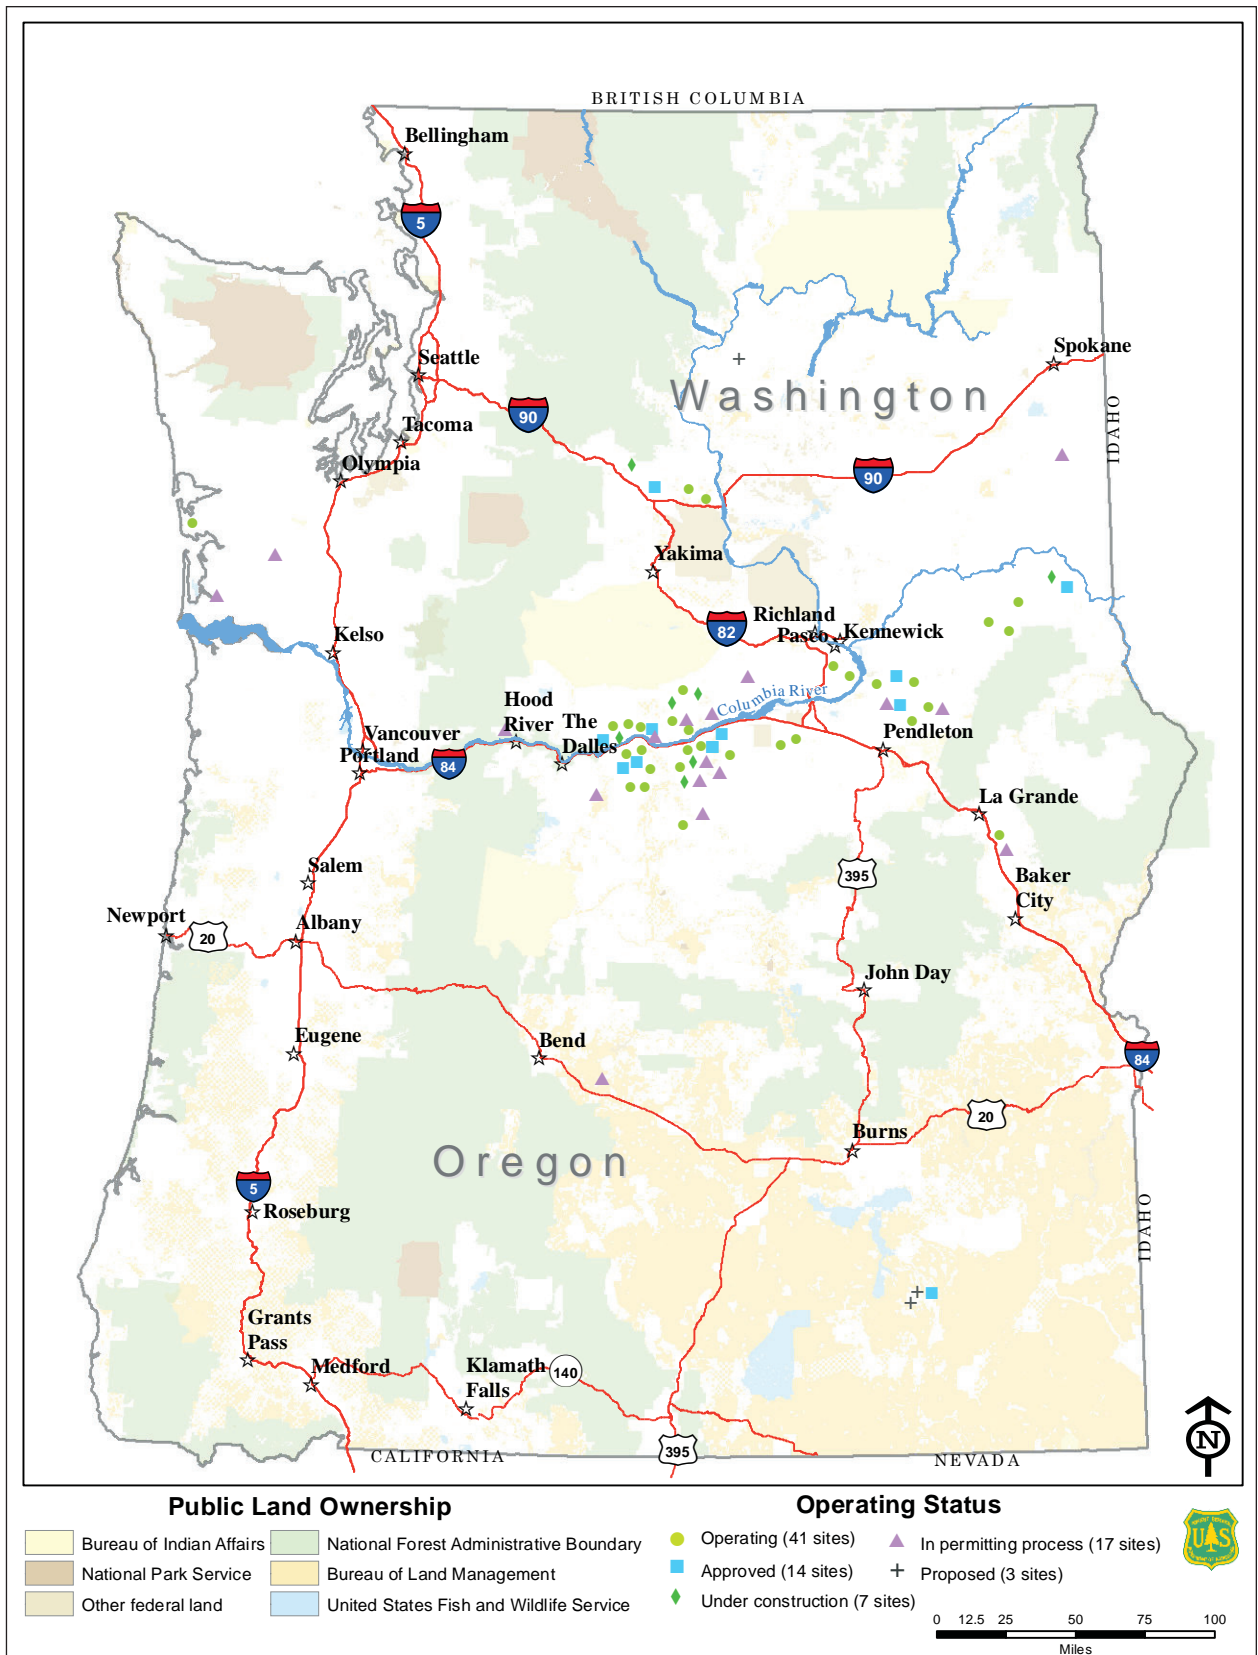 BRITISH COLUMBIA
Bellingham
5
Seattle
Spokane
Washington
90
IDAHO
Tacoma
Olympia
90
Yakima
Richland
82
Pasco
Kennewick
Kelso
Columbia River
Hood
River
The
Dalles
Vancouver
Portland
84
Pendleton
La Grande
395
Baker
City
Salem
Newport
20
Albany
John Day
Eugene
Bend
84
20
Burns
Oregon
5
Roseburg
IDAHO
Grants
Pass
Medford
Klamath
Falls
140
N
395
CALIFORNIA
NEVADA
Public Land Ownership
Bureau of Indian Affairs
National Park Service
Other federal land
National Forest Administrative Boundary
Bureau of Land Management
United States Fish and Wildlife Service
Operating Status
Operating (41 sites)
Approved (14 sites)
Under construction (7 sites)
In permitting process (17 sites)
Proposed (3 sites)
U S
0 12.5 25 50 75 100
Miles